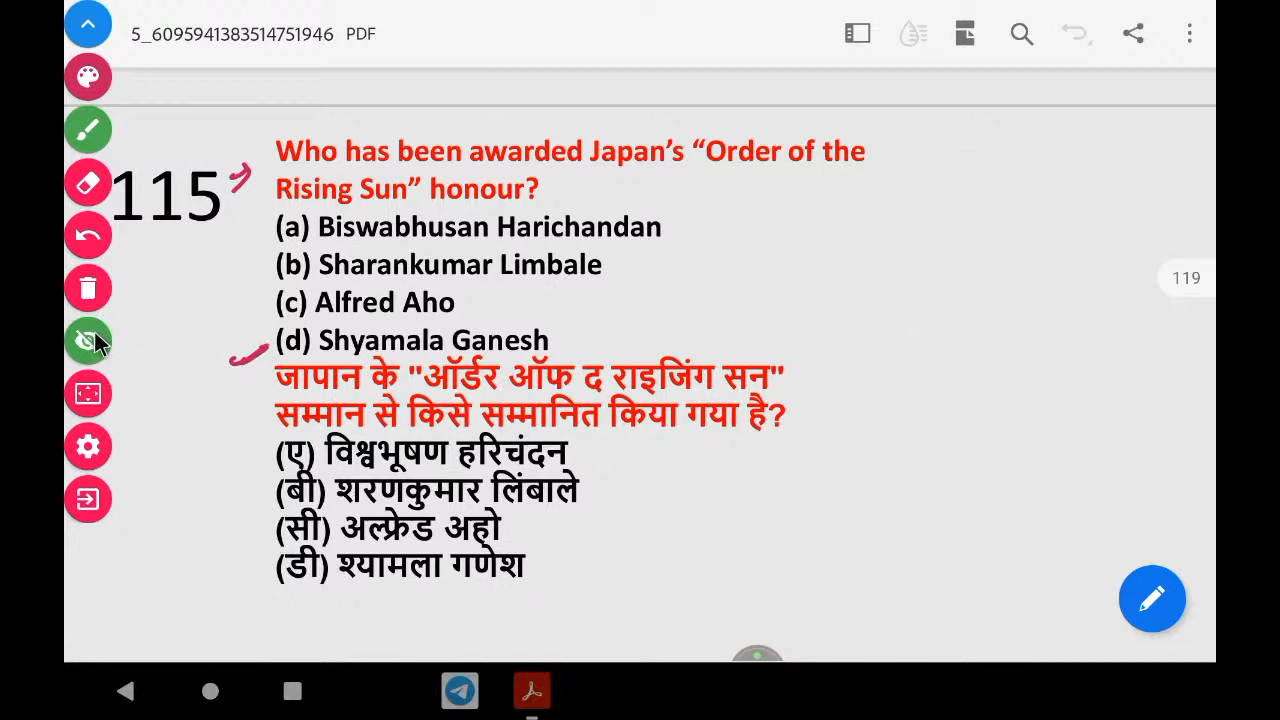 5_6095941383514751946 PDF
115
Who has been awarded Japan’s “Order of the
Rising Sun” honour?
(a) Biswabhusan Harichandan
(b) Sharankumar Limbale
(c) Alfred Aho
(d) Shyamala Ganesh
जापान के "ऑर्डर ऑफ द राइजिंग सन"
सम्मान से किसे सम्मानित किया गया है?
(ए) विश्वभूषण हरिचंदन
(बी) शरणकुमार लिंबाले
(सी) अल्फ्रेड अहो
(डी) श्यामला गणेश
119